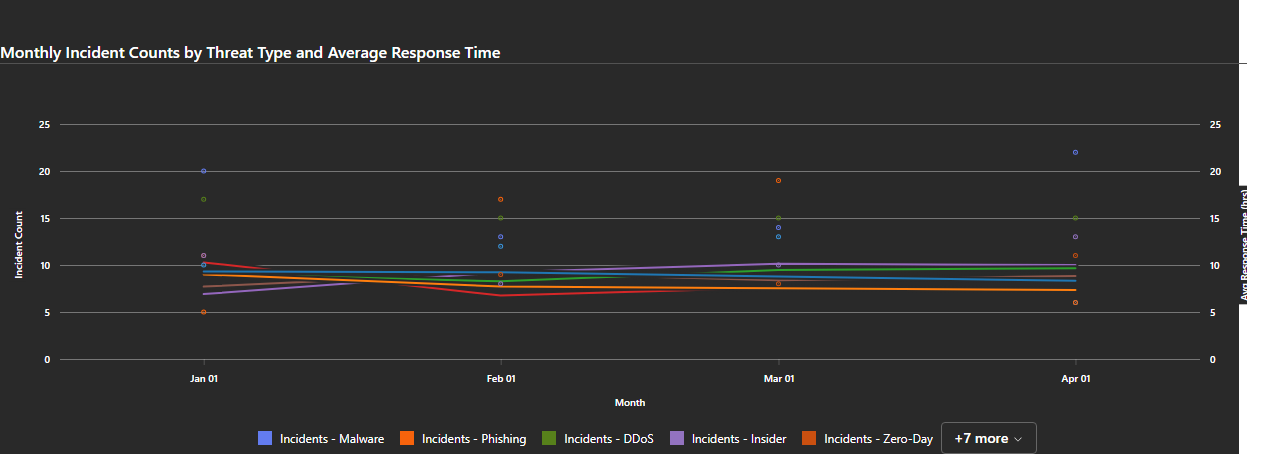 Monthly Incident Counts by Threat Type and Average Response Time
25 25
20 20
15 15
10 10
5 5
0 0
Incident Count
Avg Response Time (hrs)
Jan 01 Feb 01 Mar 01 Apr 01
Month
Incidents - Malware Incidents - Phishing Incidents - DDoS Incidents - Insider Incidents - Zero-Day +7 more